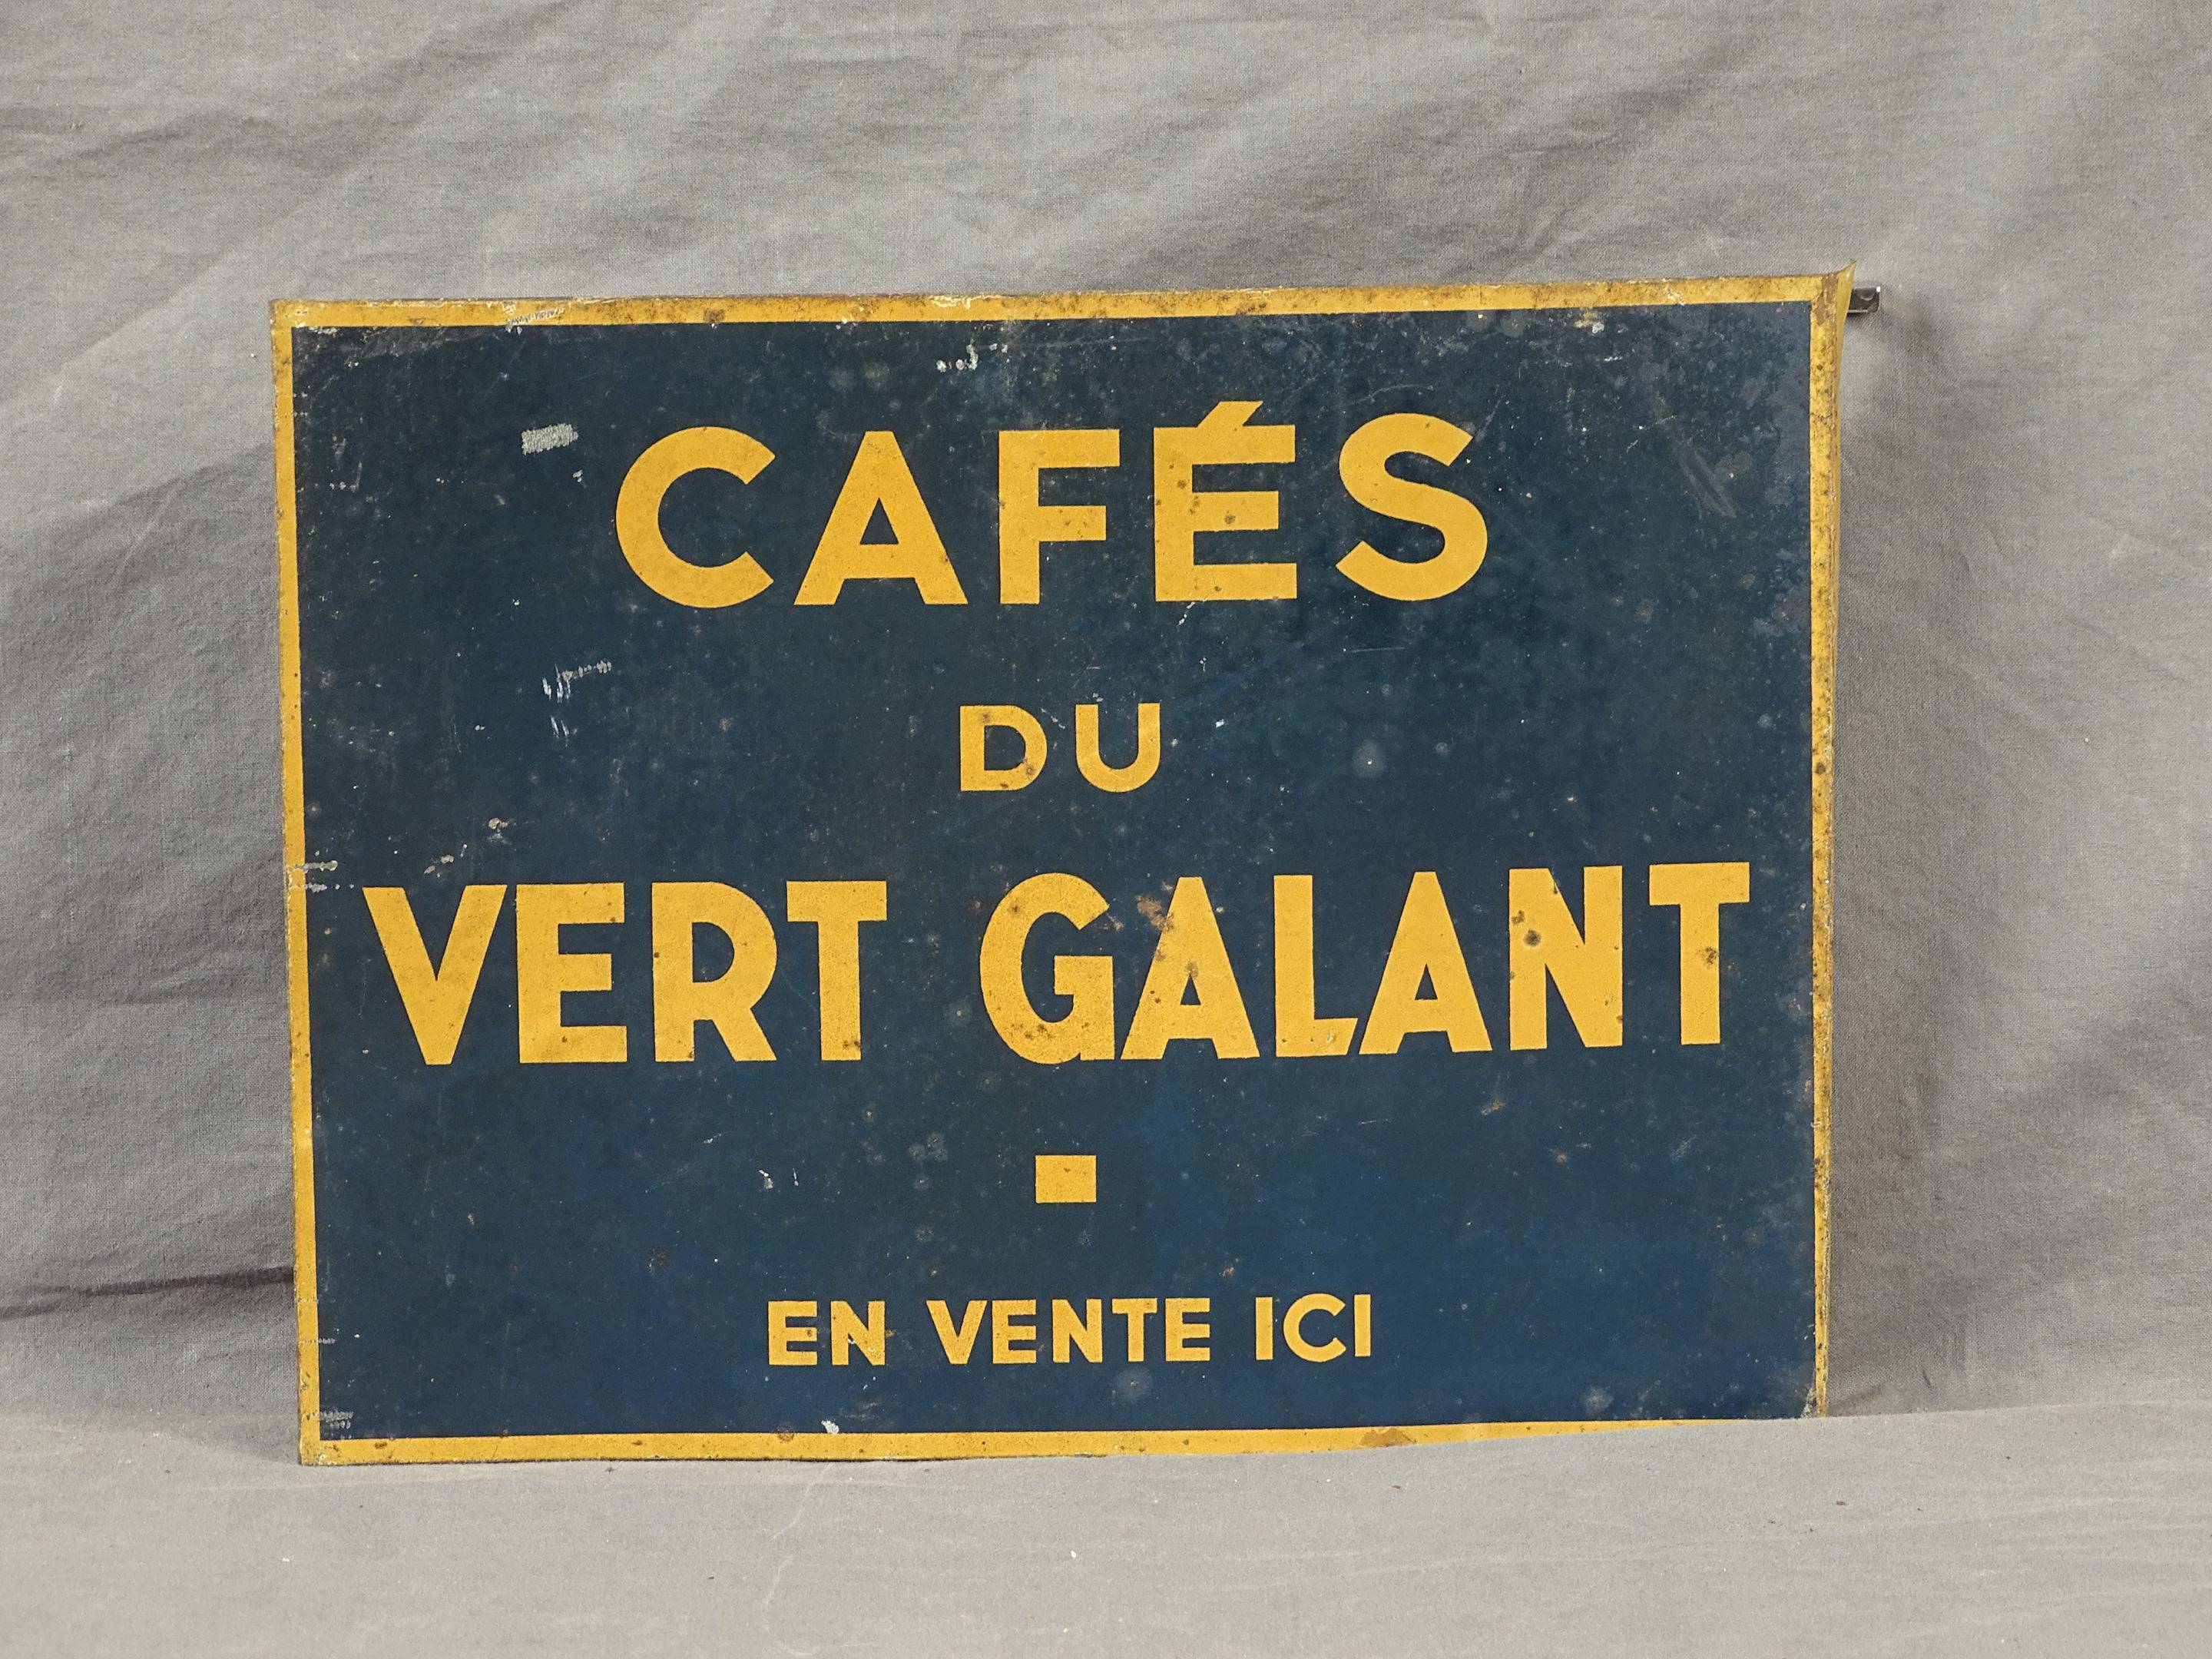 CAFÉS
DU
VERT GALANT
EN VENTE ICI